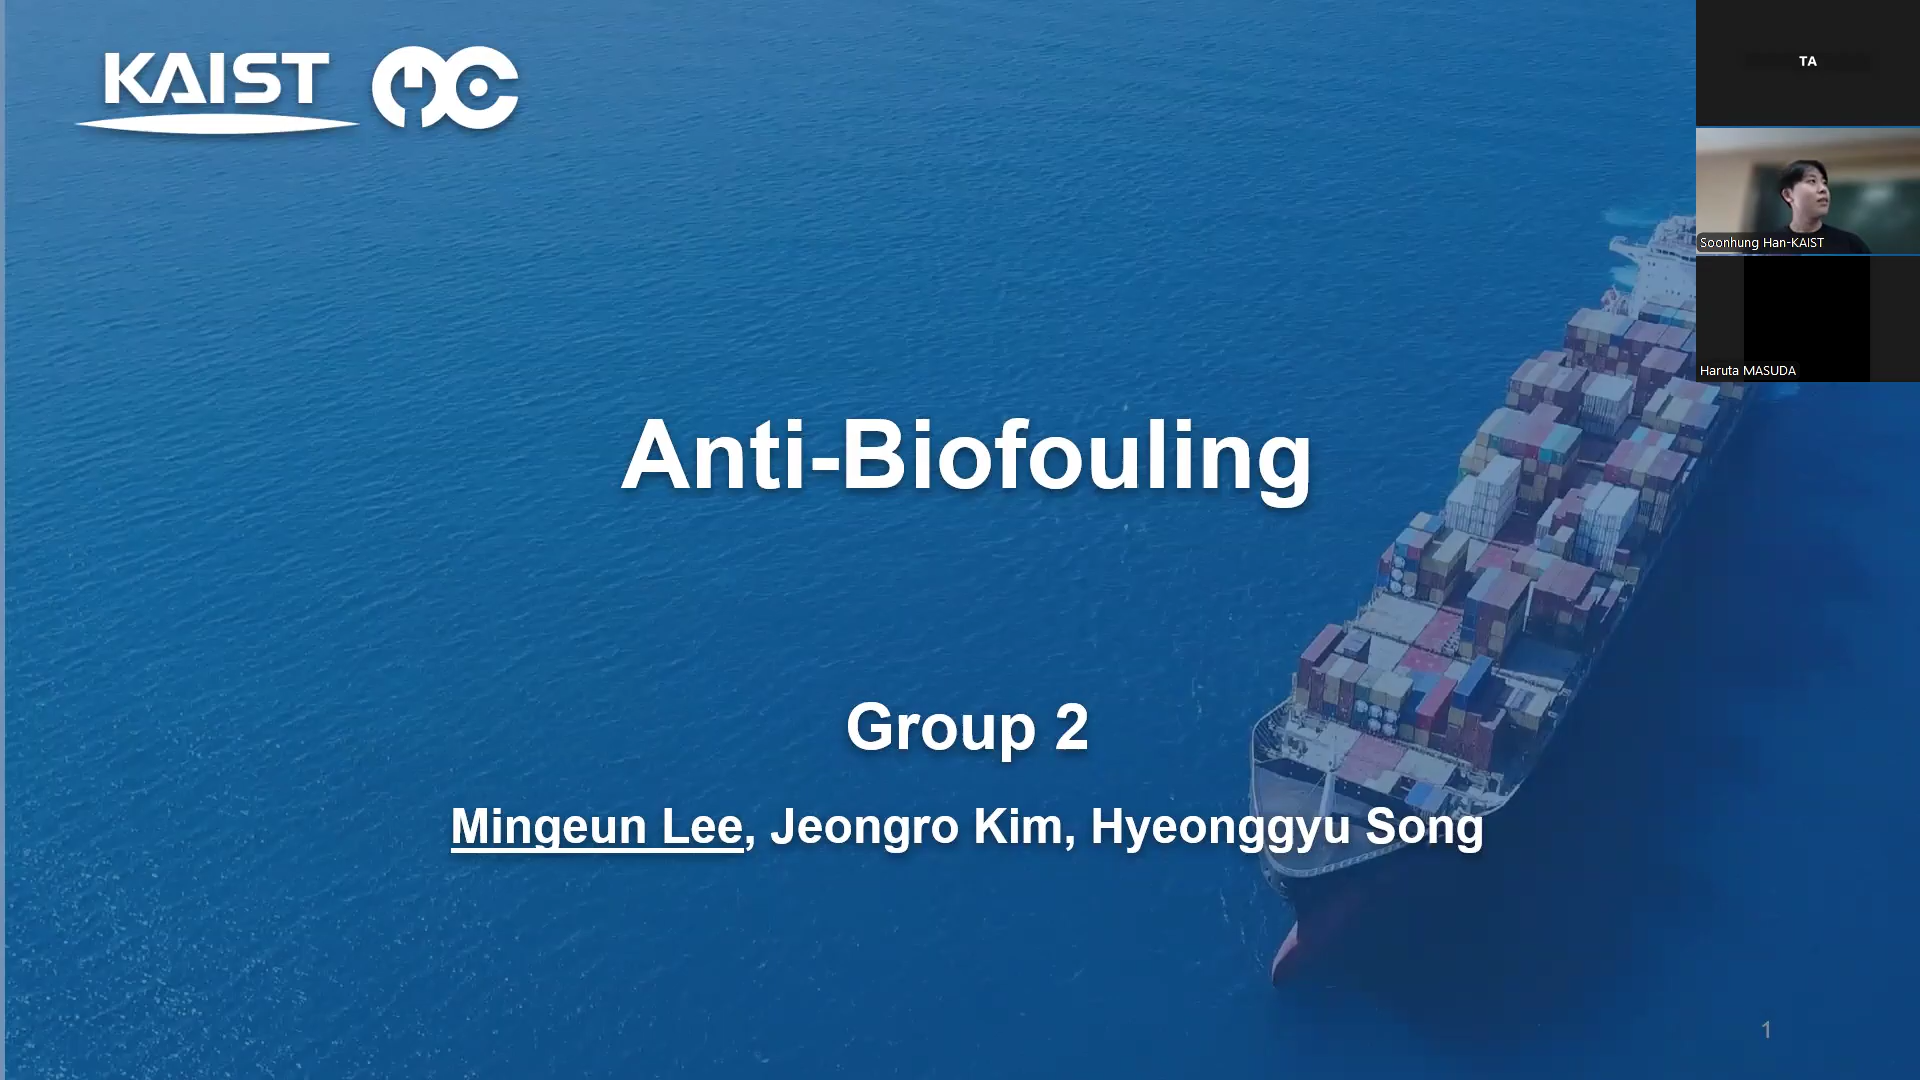 KAIST
TA
Soonhung Han-KAIST
Haruta MASUDA
Anti-Biofouling
Group 2
Mingeun Lee, Jeongro Kim, Hyeonggyu Song
1